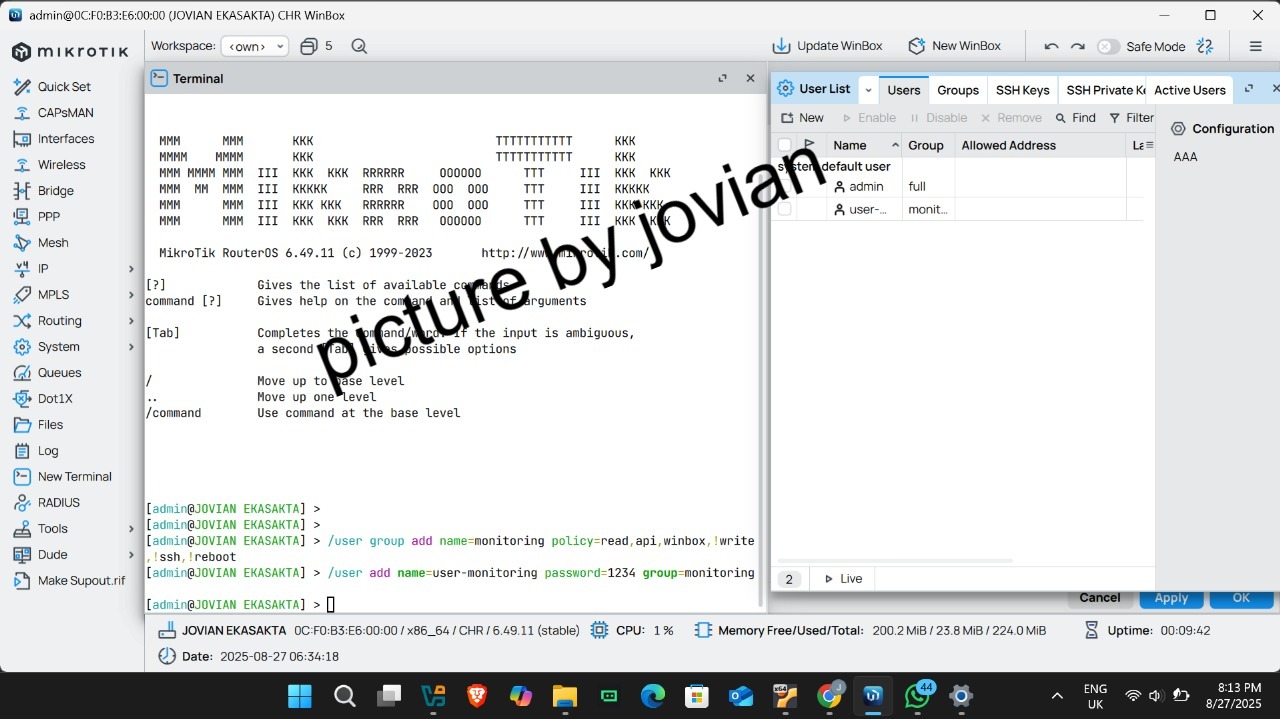 admin@0C:F0:B3:E6:00:00 (JOVIAN EKASAKTA) CHR WinBox
mikrotik
Workspace: <own> 5
Update WinBox
New WinBox
Safe Mode
Quick Set
CAPsMAN
Interfaces
Wireless
Bridge
PPP
Mesh
IP
MPLS
Routing
System
Queues
Dot1X
Files
Log
New Terminal
RADIUS
Tools
Dude
Make Supout.rif
Terminal
MMM MMM KKK TTTTTTTTTTT KKK
MMMM MMMM KKK TTTTTTTTTTT KKK
MMM MMMM MMM III KKK KKK RRRRRR OOOOOO TTT III KKK KKK
MMM MM MMM III KKKKK RRR RRR OOO OOO TTT III KKKKK
MMM MMM III KKK KKK RRRRRR OOO OOO TTT III KKK KKK
MMM MMM III KKK KKK RRR RRR OOOOOO TTT III KKK KKK
MikroTik RouterOS 6.49.11 (c) 1999-2023 http://www.mikrotik.com/
[?] Gives the list of available commands
command [?] Gives help on the command and list of arguments
[Tab] Completes the command/word. If the input is ambiguous,
a second [Tab] gives possible options
/ Move up to base level
.. Move up one level
/command Use command at the base level
[admin@JOVIAN EKASAKTA] >
[admin@JOVIAN EKASAKTA] >
[admin@JOVIAN EKASAKTA] > /user group add name=monitoring policy=read,api,winbox,!write
,!ssh,!reboot
[admin@JOVIAN EKASAKTA] > /user add name=user-monitoring password=1234 group=monitoring
[admin@JOVIAN EKASAKTA] >
picture by jovian
User List
Users
Groups
SSH Keys
SSH Private Ke
Active Users
New
Enable
Disable
Remove
Find
Filter
Name Group Allowed Address La
system default user
admin full
user-... monit...
2 Live
Configuration
AAA
Cancel
Apply
OK
JOVIAN EKASAKTA 0C:F0:B3:E6:00:00 / x86_64 / CHR / 6.49.11 (stable) CPU: 1 % Memory Free/Used/Total: 200.2 MiB / 23.8 MiB / 224.0 MiB Uptime: 00:09:42
Date: 2025-08-27 06:34:18
x64
J
44
ENG
UK
8:13 PM
8/27/2025